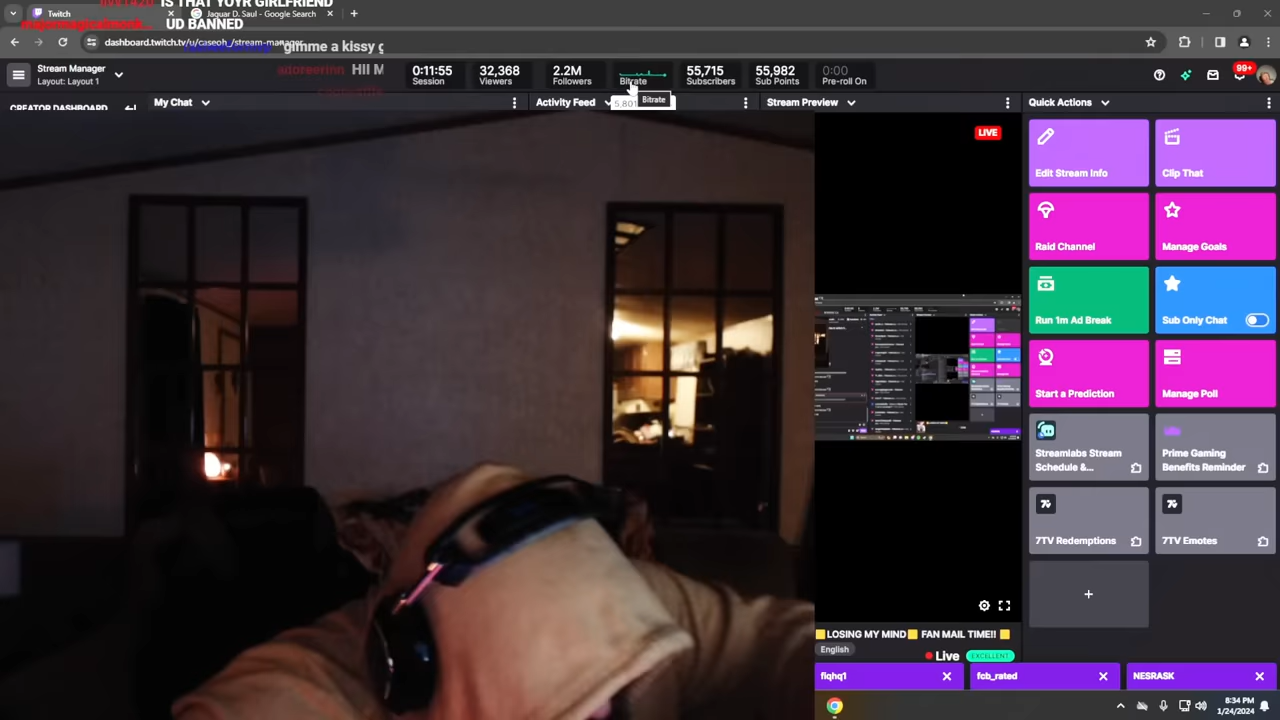 IS THAT YOYR GIRLFRIEND
Twitch
Jaquar D. Saul - Google Search
UD BANNED
dashboard.twitch.tv/u/caseoh_/stream-manager
gimme a kissy g
Stream Manager
Layout: Layout 1
adoreerinn HII M
0:11:55
Session
32,368
Viewers
2.2M
Followers
Bitrate
55,715
Subscribers
55,982
Sub Points
0:00
Pre-roll On
99+
CREATOR DASHBOARD
My Chat
Activity Feed
5,801
Bitrate
Stream Preview
Quick Actions
LIVE
Edit Stream Info
Clip That
Raid Channel
Manage Goals
Run 1m Ad Break
Sub Only Chat
Start a Prediction
Manage Poll
Streamlabs Stream
Schedule &...
Prime Gaming
Benefits Reminder
7TV Redemptions
7TV Emotes
LOSING MY MIND FAN MAIL TIME!!
English
Live
EXCELLENT
flqhq1
fcb_rated
NESRASK
8:34 PM
1/24/2024